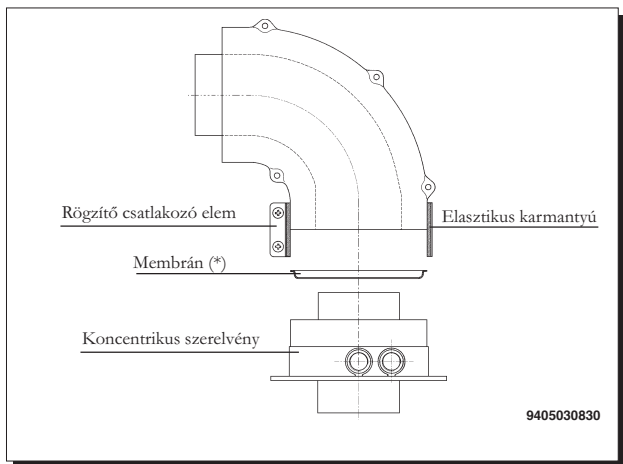 Rögzítő csatlakozó elem
Elasztikus karmantyú
Membrán (*)
Koncentrikus szerelvény
9405030830